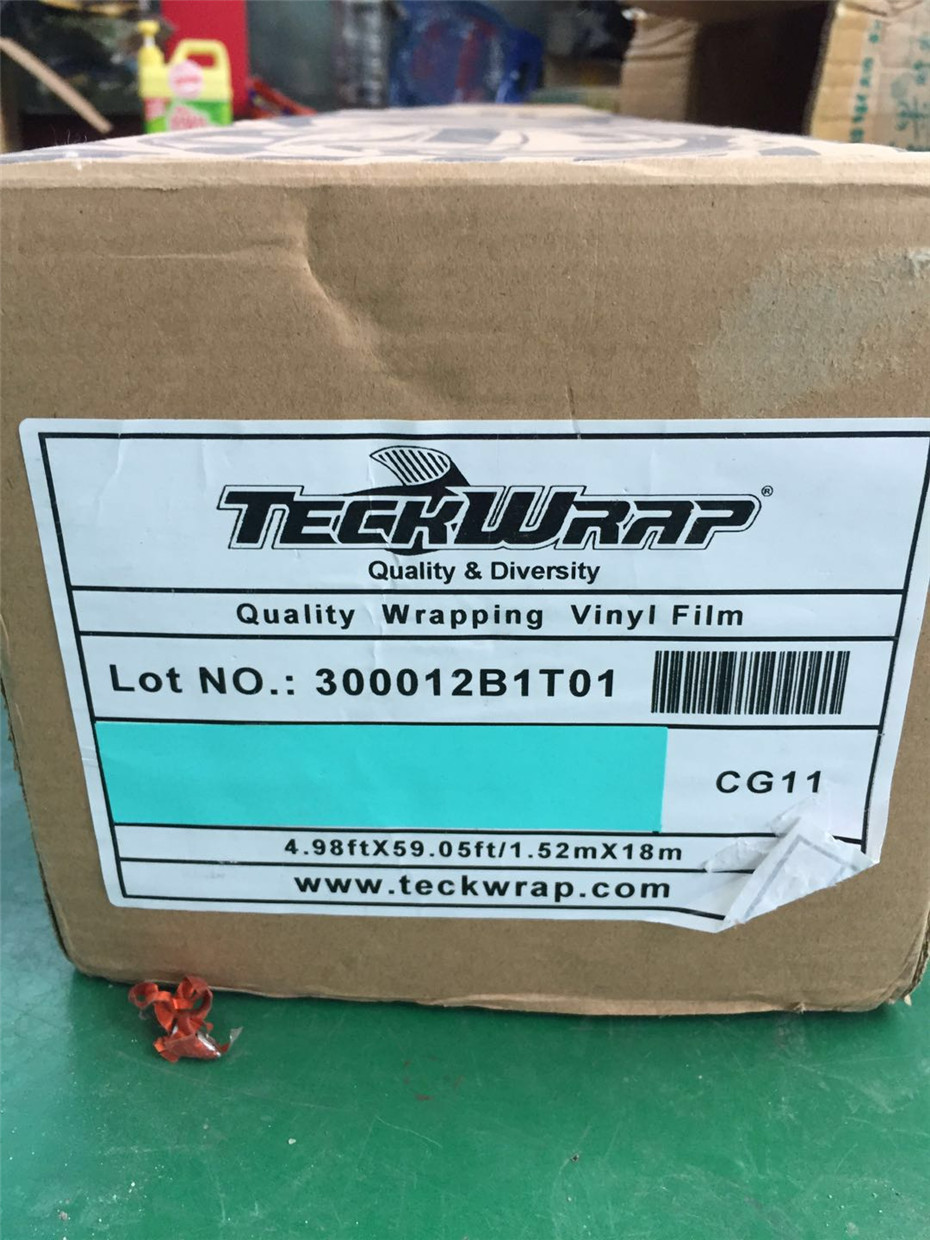 TECKWRAP®
Quality & Diversity
Quality Wrapping Vinyl Film
Lot NO.: 300012B1T01
CG11
4.98ftX59.05ft/1.52mX18m
www.teckwrap.com